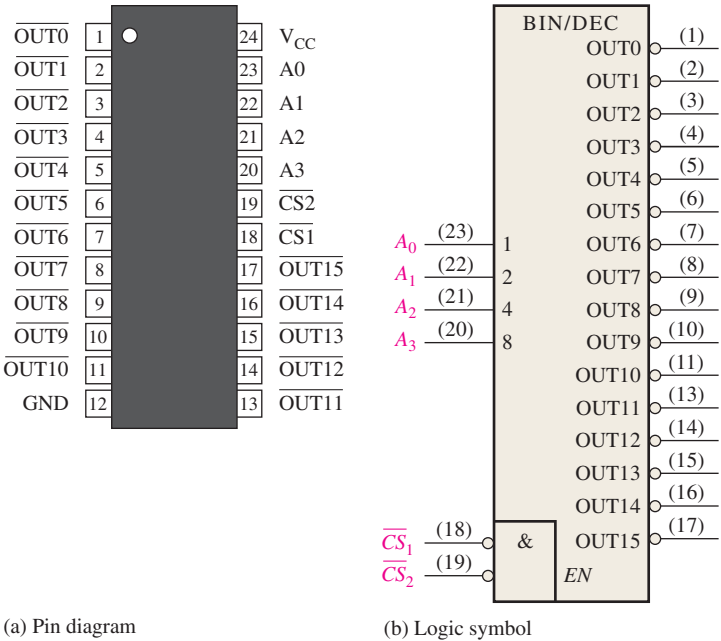 OUT0 1 24 VCC
OUT1 2 23 A0
OUT2 3 22 A1
OUT3 4 21 A2
OUT4 5 20 A3
OUT5 6 19 CS2
OUT6 7 18 CS1
OUT7 8 17 OUT15
OUT8 9 16 OUT14
OUT9 10 15 OUT13
OUT10 11 14 OUT12
GND 12 13 OUT11
(a) Pin diagram
BIN/DEC
OUT0 (1)
OUT1 (2)
OUT2 (3)
OUT3 (4)
OUT4 (5)
OUT5 (6)
A0 (23) 1 OUT6 (7)
A1 (22) 2 OUT7 (8)
A2 (21) 4 OUT8 (9)
A3 (20) 8 OUT9 (10)
OUT10 (11)
OUT11 (13)
OUT12 (14)
OUT13 (15)
OUT14 (16)
CS1 (18) & OUT15 (17)
CS2 (19) EN
(b) Logic symbol